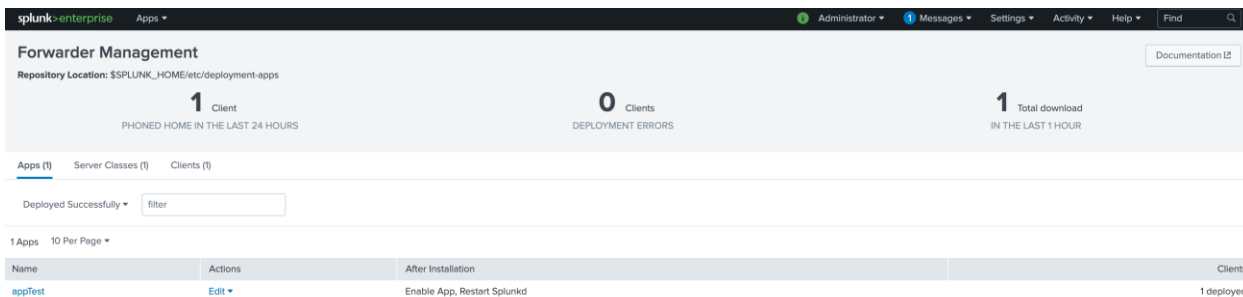 splunk>enterprise Apps Administrator 1 Messages Settings Activity Help Find
Forwarder Management
Documentation
Repository Location: $SPLUNK_HOME/etc/deployment-apps
1 Client 0 Clients 1 Total download
PHONED HOME IN THE LAST 24 HOURS DEPLOYMENT ERRORS IN THE LAST 1 HOUR
Apps (1) Server Classes (1) Clients (1)
Deployed Successfully filter
1 Apps 10 Per Page
Name Actions After Installation Client
appTest Edit Enable App, Restart Splunkd 1 deployed